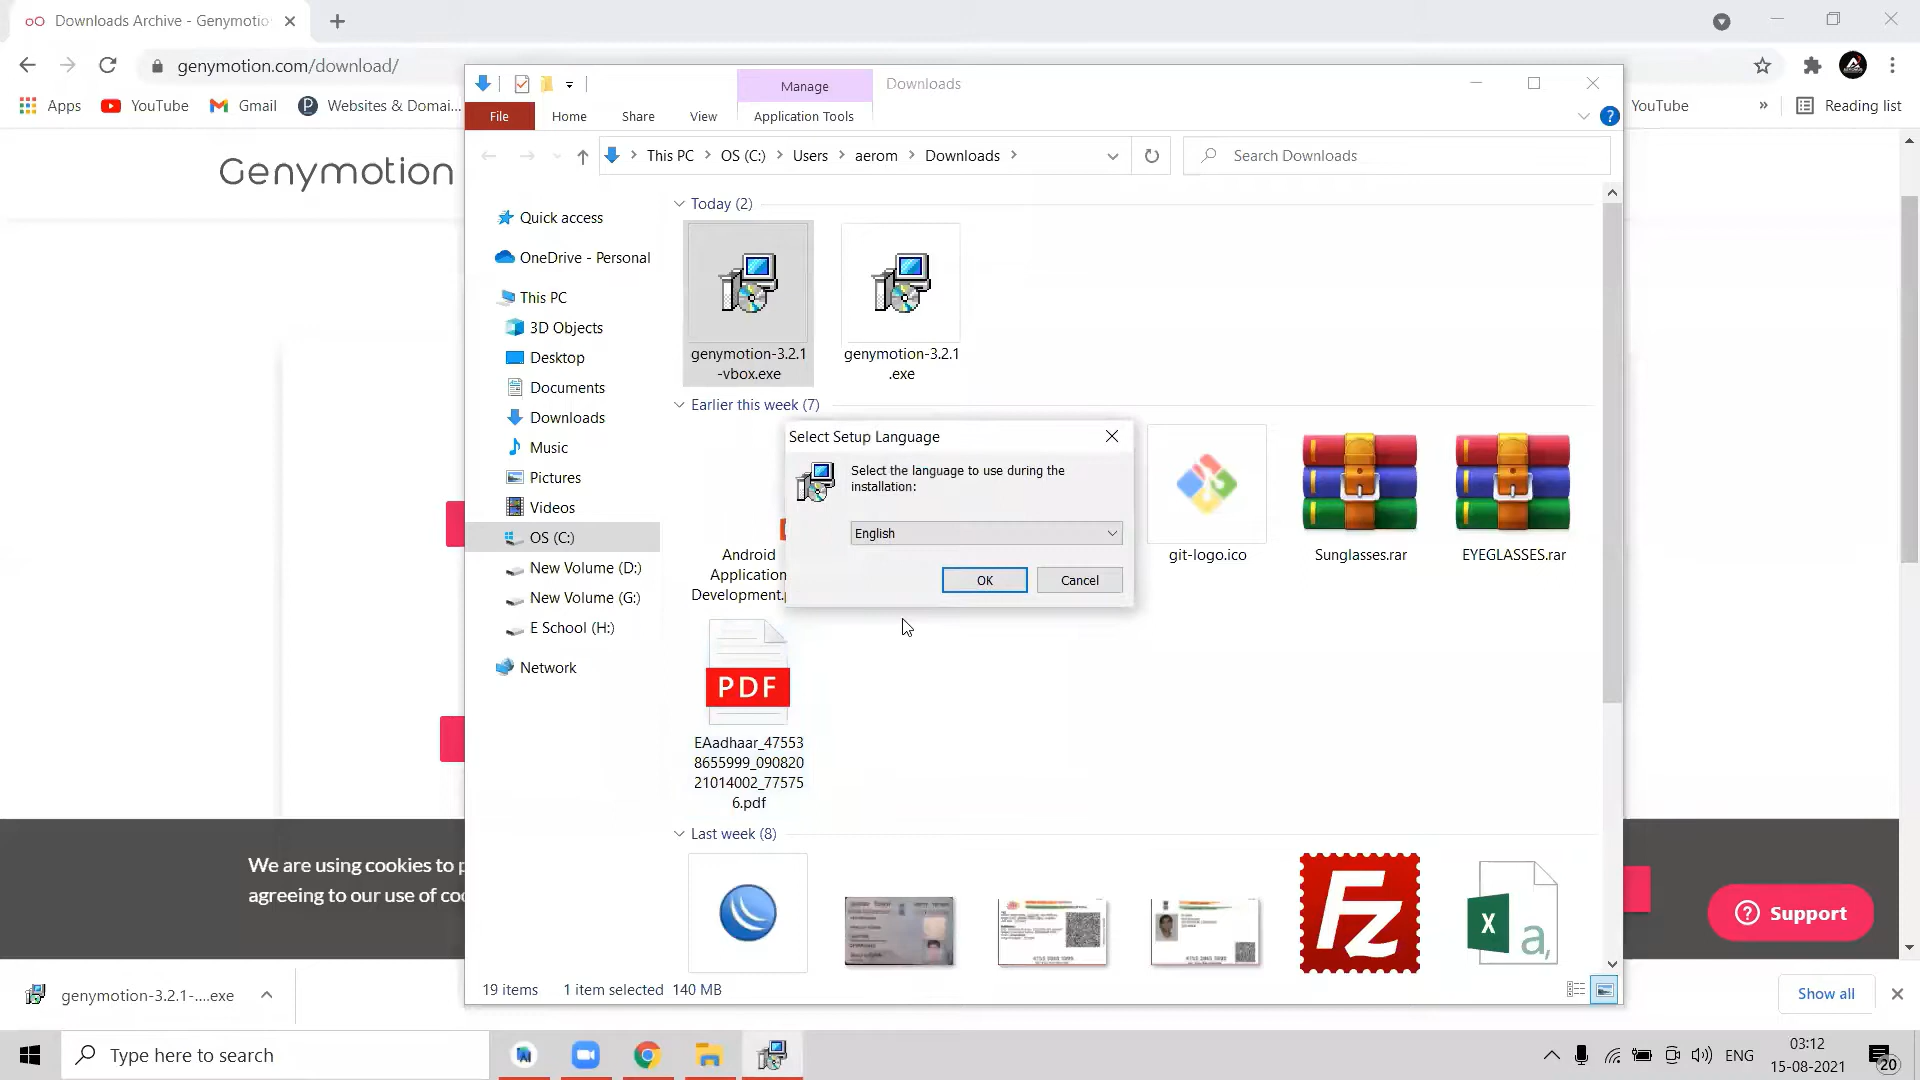 Downloads Archive - Genymotio
genymotion.com/download/
Apps
YouTube
Gmail
Websites & Domai...
YouTube
»
Reading list
Genymotion
Manage
Downloads
File
Home
Share
View
Application Tools
This PC
OS (C:)
Users
aerom
Downloads
Search Downloads
Quick access
OneDrive - Personal
This PC
3D Objects
Desktop
Documents
Downloads
Music
Pictures
Videos
OS (C:)
New Volume (D:)
New Volume (G:)
E School (H:)
Network
Today (2)
genymotion-3.2.1
-vbox.exe
genymotion-3.2.1
.exe
Earlier this week (7)
Select Setup Language
Select the language to use during the
installation:
English
OK
Cancel
Android
Application
Development.p
git-logo.ico
Sunglasses.rar
EYEGLASSES.rar
PDF
EAadhaar_47553
8655999_090820
21014002_77575
6.pdf
Last week (8)
Fz
X
a,
19 items
1 item selected
140 MB
We are using cookies to p
agreeing to our use of coo
Support
genymotion-3.2.1-....exe
Show all
Type here to search
ENG
03:12
15-08-2021
20